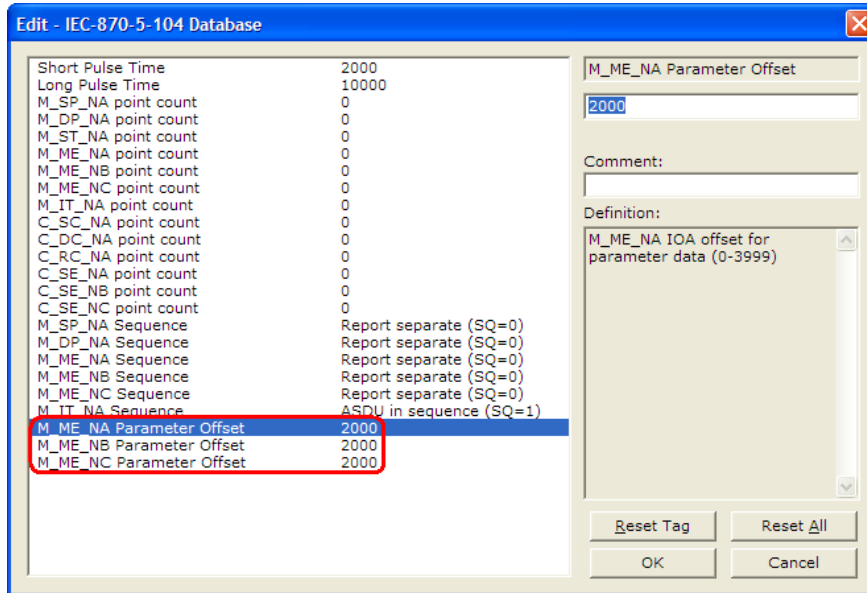 Edit - IEC-870-5-104 Database
Short Pulse Time 2000
Long Pulse Time 10000
M_SP_NA point count 0
M_DP_NA point count 0
M_ST_NA point count 0
M_ME_NA point count 0
M_ME_NB point count 0
M_ME_NC point count 0
M_IT_NA point count 0
C_SC_NA point count 0
C_DC_NA point count 0
C_RC_NA point count 0
C_SE_NA point count 0
C_SE_NB point count 0
C_SE_NC point count 0
M_SP_NA Sequence Report separate (SQ=0)
M_DP_NA Sequence Report separate (SQ=0)
M_ME_NA Sequence Report separate (SQ=0)
M_ME_NB Sequence Report separate (SQ=0)
M_ME_NC Sequence Report separate (SQ=0)
M_IT_NA Sequence ASDU in sequence (SQ=1)
M_ME_NA Parameter Offset 2000
M_ME_NB Parameter Offset 2000
M_ME_NC Parameter Offset 2000
M_ME_NA Parameter Offset
2000
Comment:
Definition:
M_ME_NA IOA offset for
parameter data (0-3999)
Reset Tag Reset All
OK Cancel